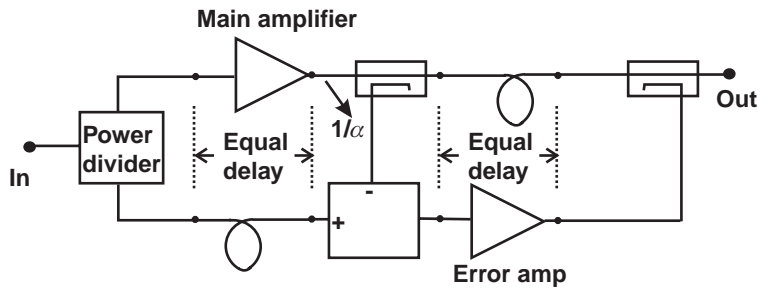 Main amplifier
Out
1/α
Power
divider
Equal
delay
Equal
delay
In
-
+
Error amp